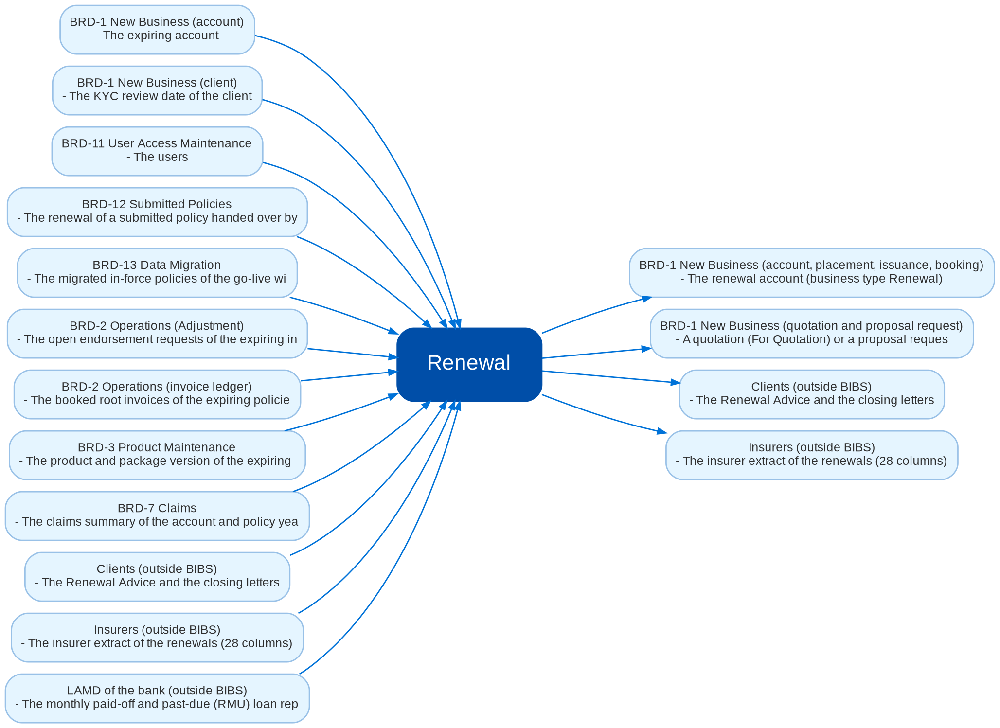 BRD-1 New Business (account)
- The expiring account
BRD-1 New Business (client)
- The KYC review date of the client
BRD-11 User Access Maintenance
- The users
BRD-12 Submitted Policies
- The renewal of a submitted policy handed over by
BRD-13 Data Migration
- The migrated in-force policies of the go-live wi
BRD-2 Operations (Adjustment)
- The open endorsement requests of the expiring in
BRD-2 Operations (invoice ledger)
- The booked root invoices of the expiring policie
BRD-3 Product Maintenance
- The product and package version of the expiring
BRD-7 Claims
- The claims summary of the account and policy yea
Clients (outside BIBS)
- The Renewal Advice and the closing letters
Insurers (outside BIBS)
- The insurer extract of the renewals (28 columns)
LAMD of the bank (outside BIBS)
- The monthly paid-off and past-due (RMU) loan rep
Renewal
BRD-1 New Business (account, placement, issuance, booking)
- The renewal account (business type Renewal)
BRD-1 New Business (quotation and proposal request)
- A quotation (For Quotation) or a proposal reques
Clients (outside BIBS)
- The Renewal Advice and the closing letters
Insurers (outside BIBS)
- The insurer extract of the renewals (28 columns)